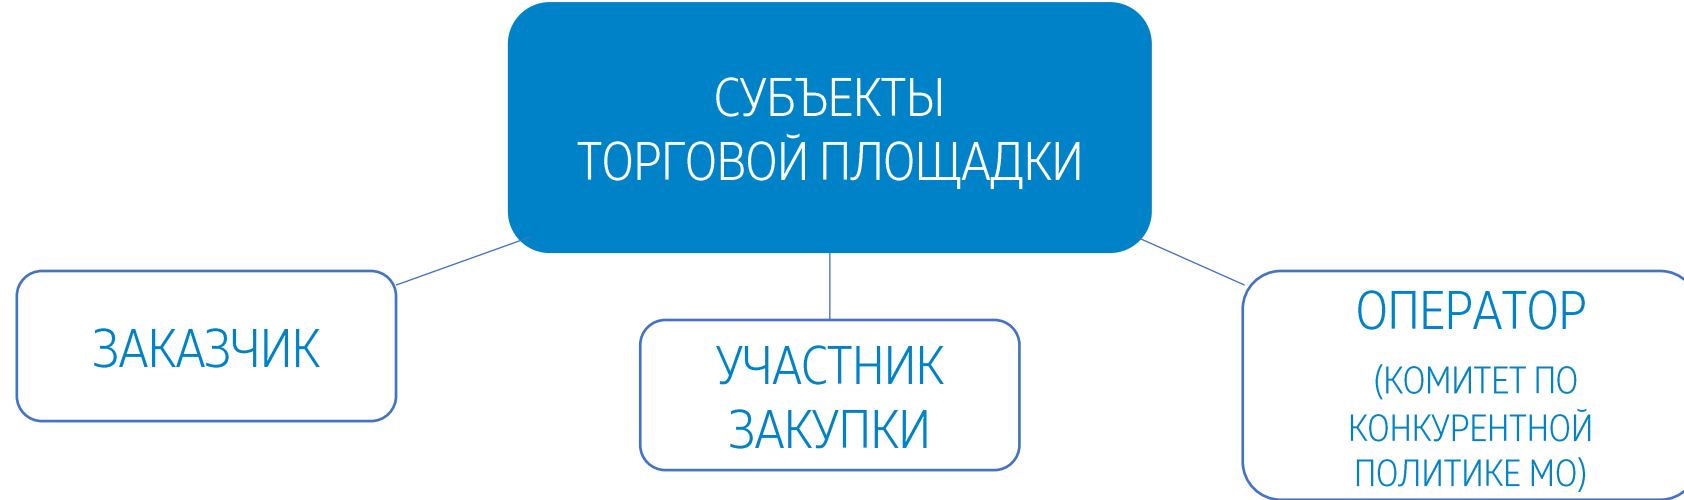 СУБЪЕКТЫ
ТОРГОВОЙ ПЛОЩАДКИ
ЗАКАЗЧИК
УЧАСТНИК
ЗАКУПКИ
ОПЕРАТОР
(КОМИТЕТ ПО
КОНКУРЕНТНОЙ
ПОЛИТИКЕ МО)